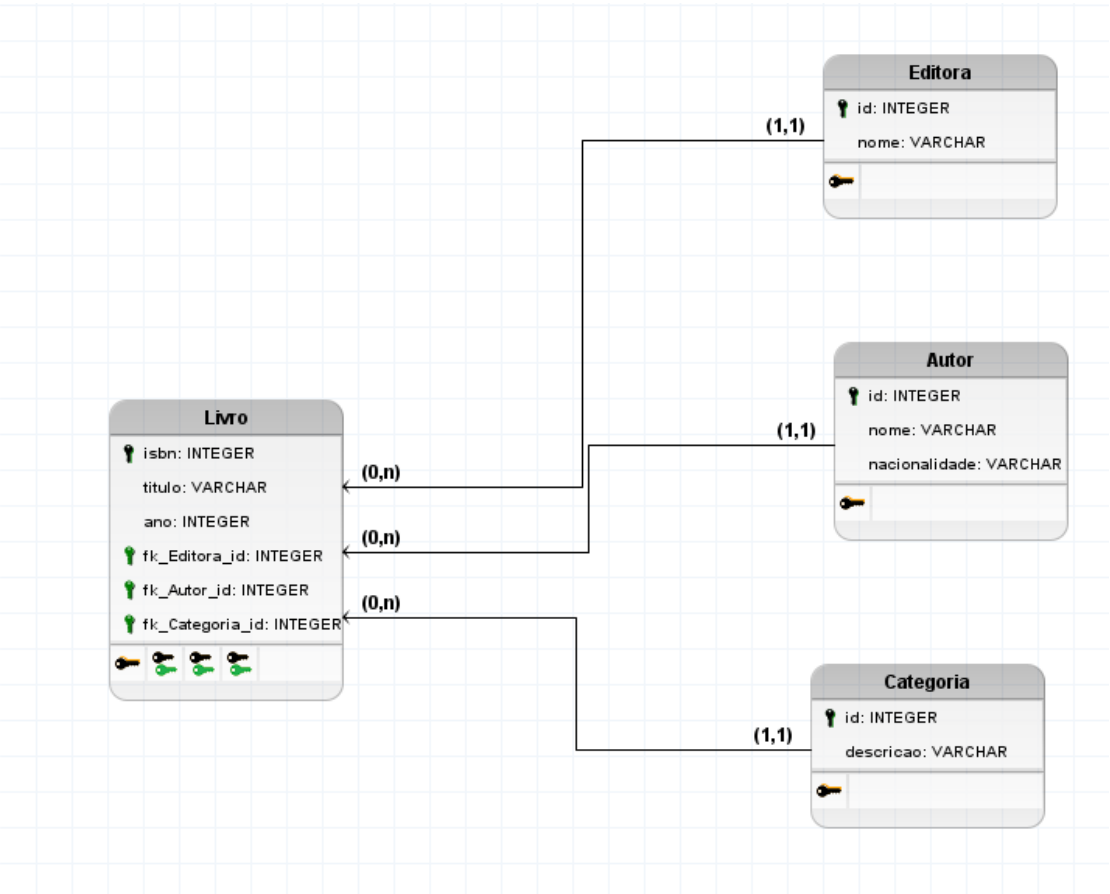 Editora
id: INTEGER
nome: VARCHAR
(1,1)
Autor
id: INTEGER
nome: VARCHAR
nacionalidade: VARCHAR
(1,1)
Livro
isbn: INTEGER
titulo: VARCHAR
ano: INTEGER
fk_Editora_id: INTEGER
fk_Autor_id: INTEGER
fk_Categoria_id: INTEGER
(0,n)
(0,n)
(0,n)
Categoria
id: INTEGER
descricao: VARCHAR
(1,1)